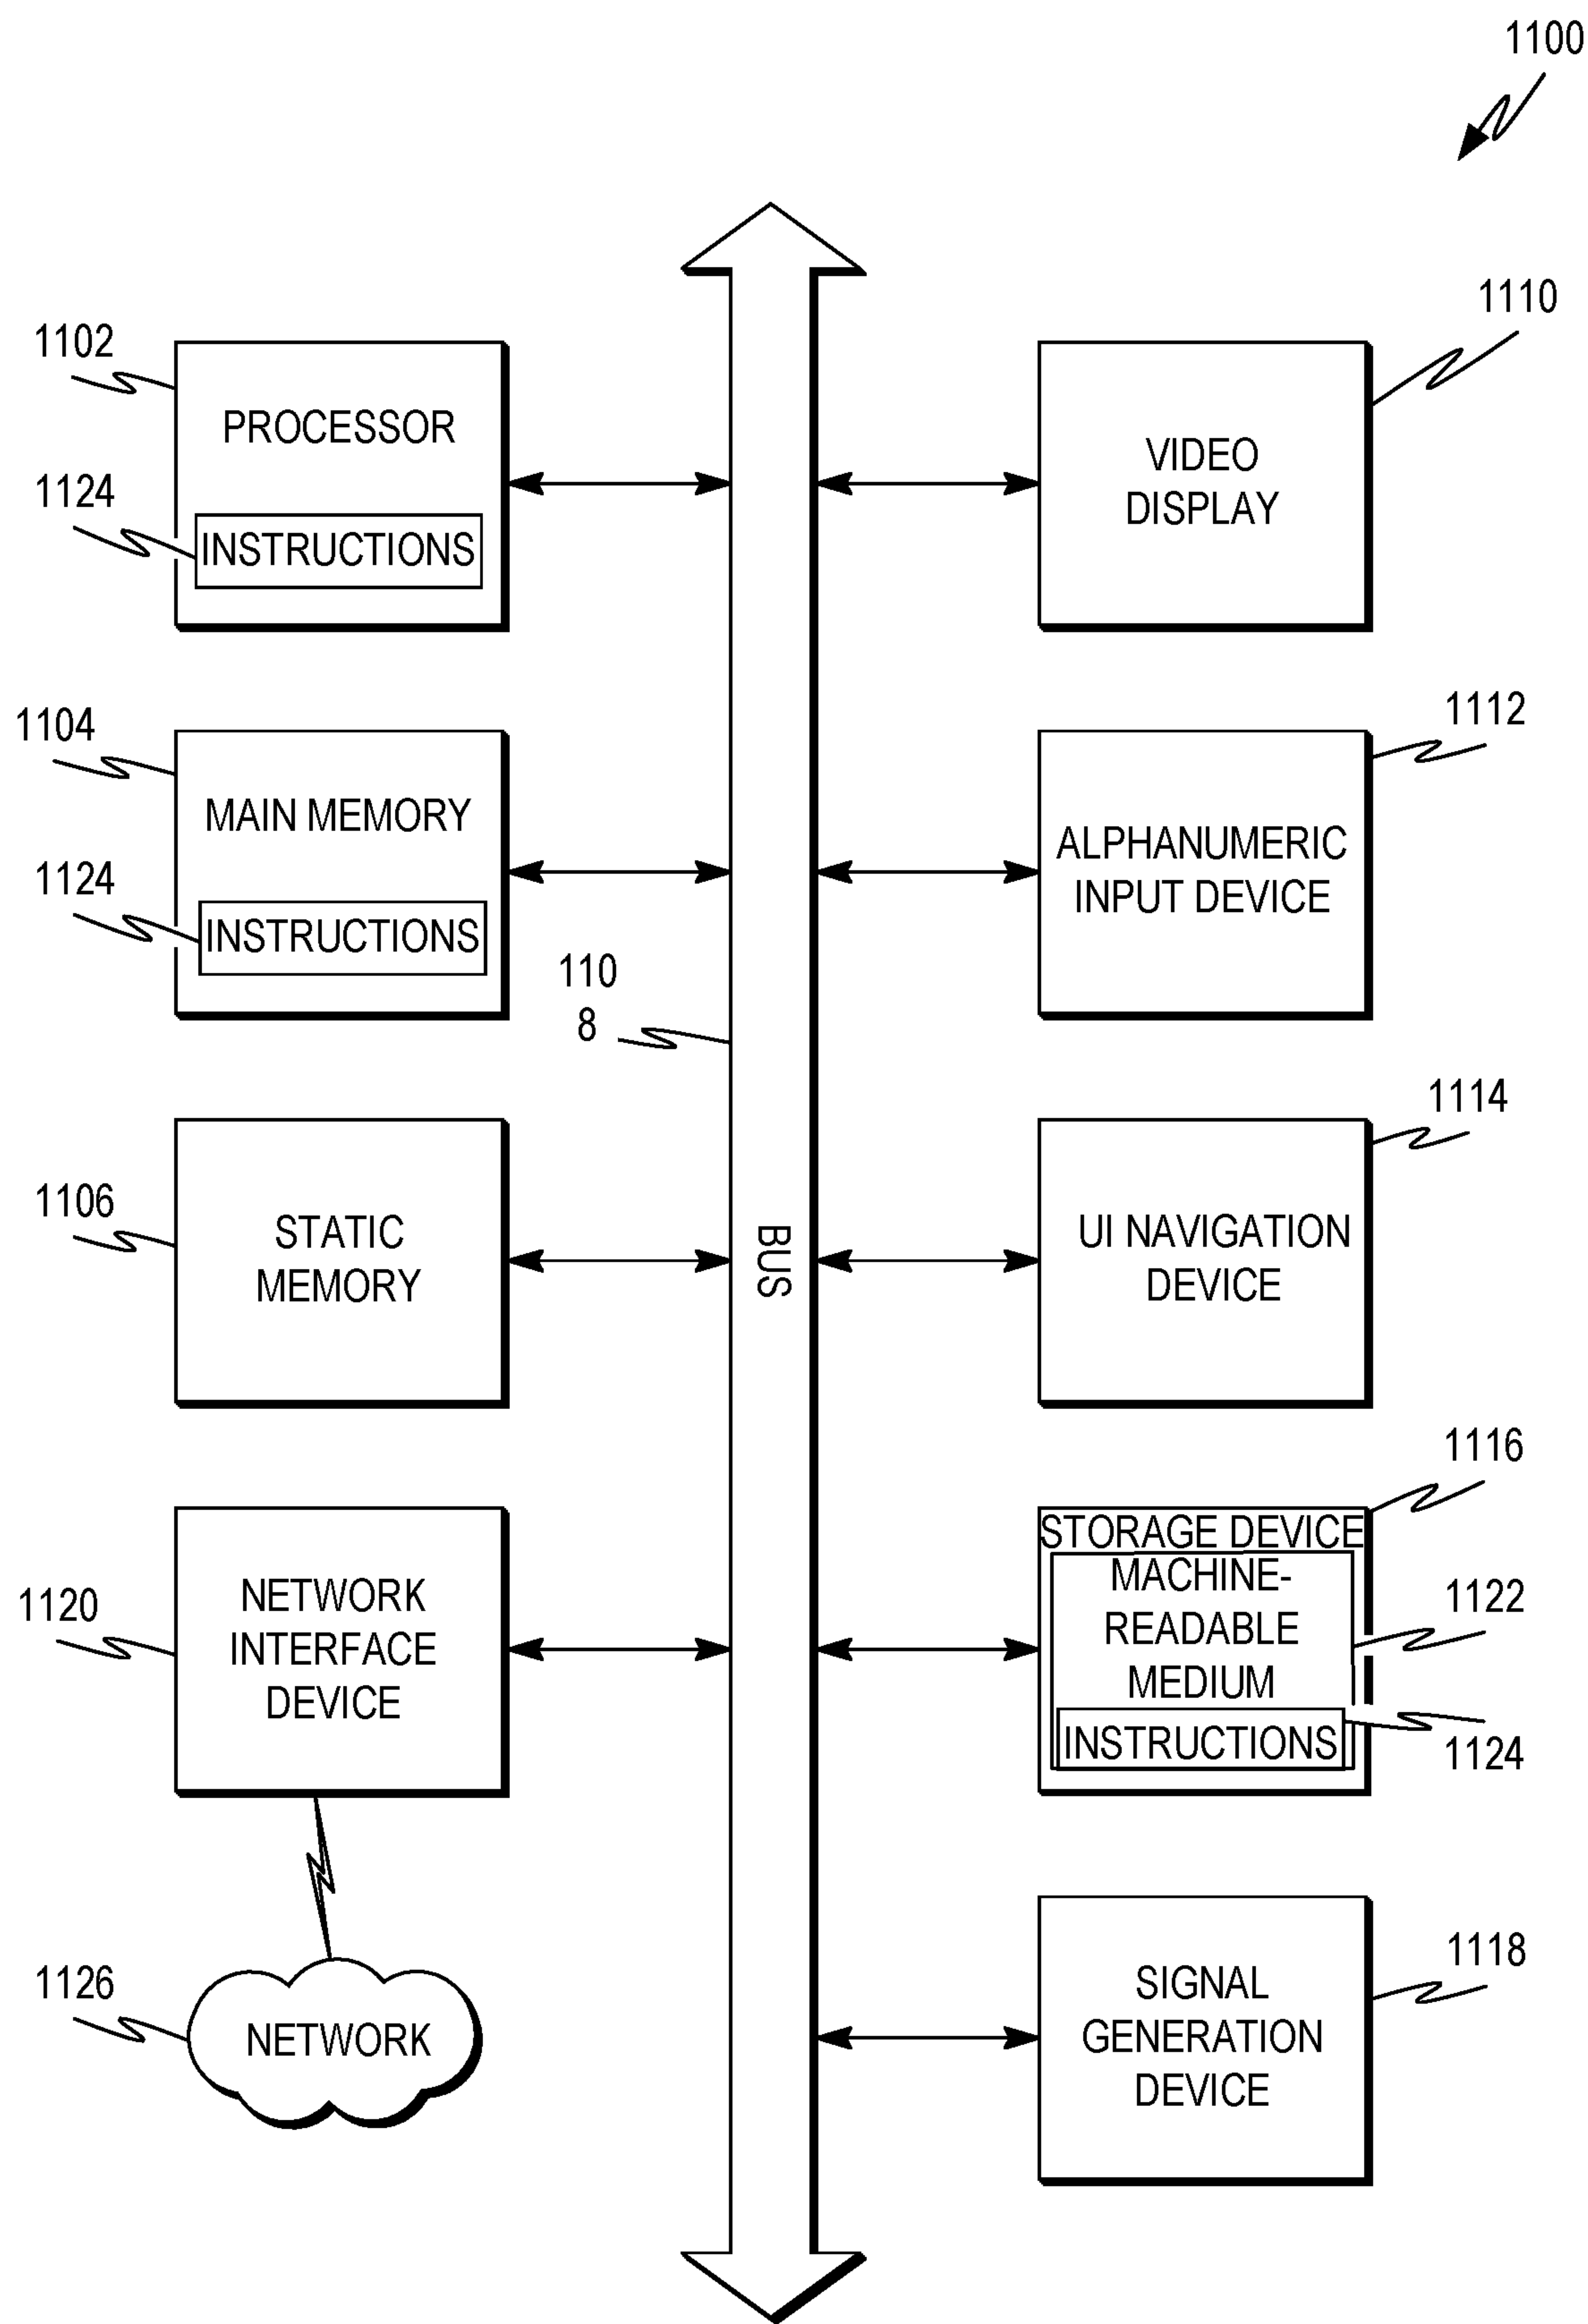 1100
1102
PROCESSOR
1124
INSTRUCTIONS
1110
VIDEO
DISPLAY
1104
MAIN MEMORY
1124
INSTRUCTIONS
1112
ALPHANUMERIC
INPUT DEVICE
110
8
BUS
1106
STATIC
MEMORY
1114
UI NAVIGATION
DEVICE
1120
NETWORK
INTERFACE
DEVICE
1116
STORAGE DEVICE
MACHINE-
READABLE
MEDIUM
1122
INSTRUCTIONS
1124
1126
NETWORK
1118
SIGNAL
GENERATION
DEVICE